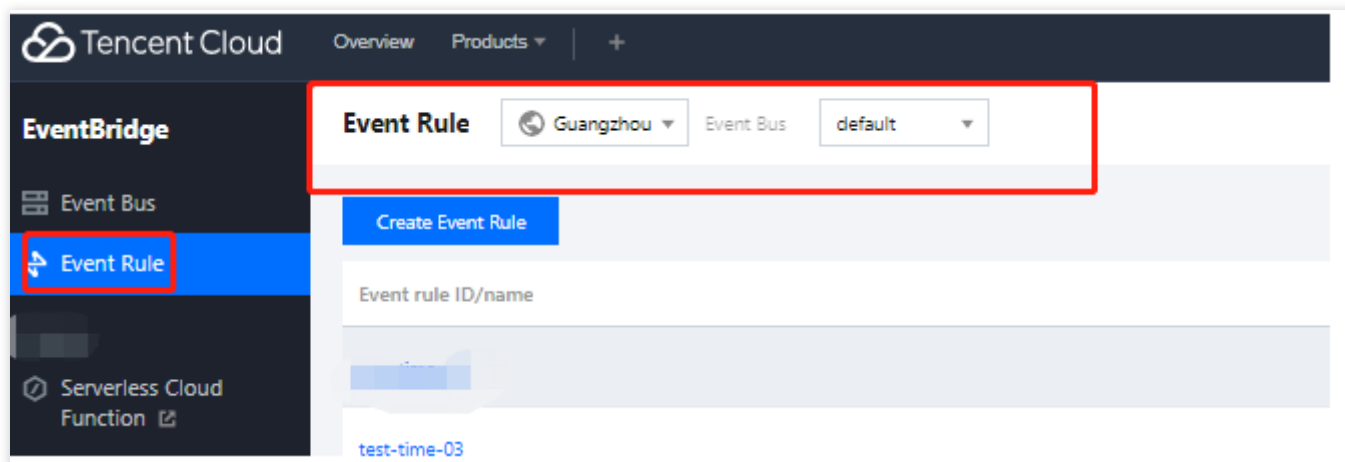 Tencent Cloud Overview Products
EventBridge
Event Rule Guangzhou Event Bus default
Event Bus
Create Event Rule
Event Rule
Event rule ID/name
Serverless Cloud
Function
test-time-03